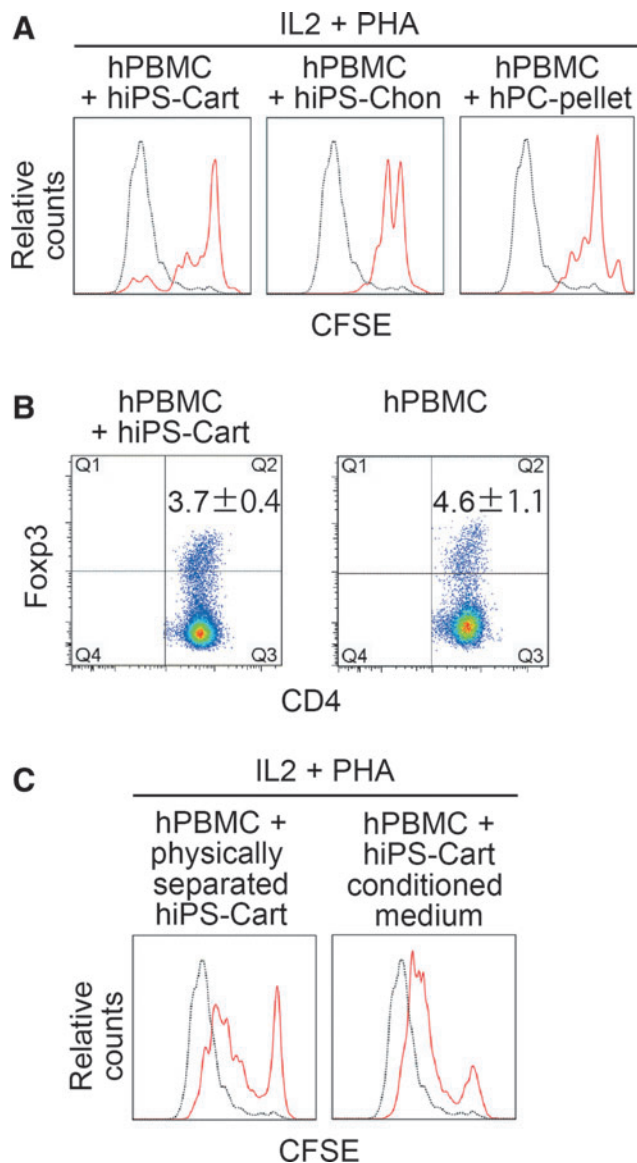 A
IL2 + PHA
hPBMC + hiPS-Cart
hPBMC + hiPS-Chon
hPBMC + hPC-pellet
Relative counts
CFSE
B
hPBMC + hiPS-Cart
hPBMC
Q1
Q2
3.7±0.4
Q4
Q3
Q1
Q2
4.6±1.1
Q4
Q3
Foxp3
CD4
C
IL2 + PHA
hPBMC + physically separated hiPS-Cart
hPBMC + hiPS-Cart conditioned medium
Relative counts
CFSE